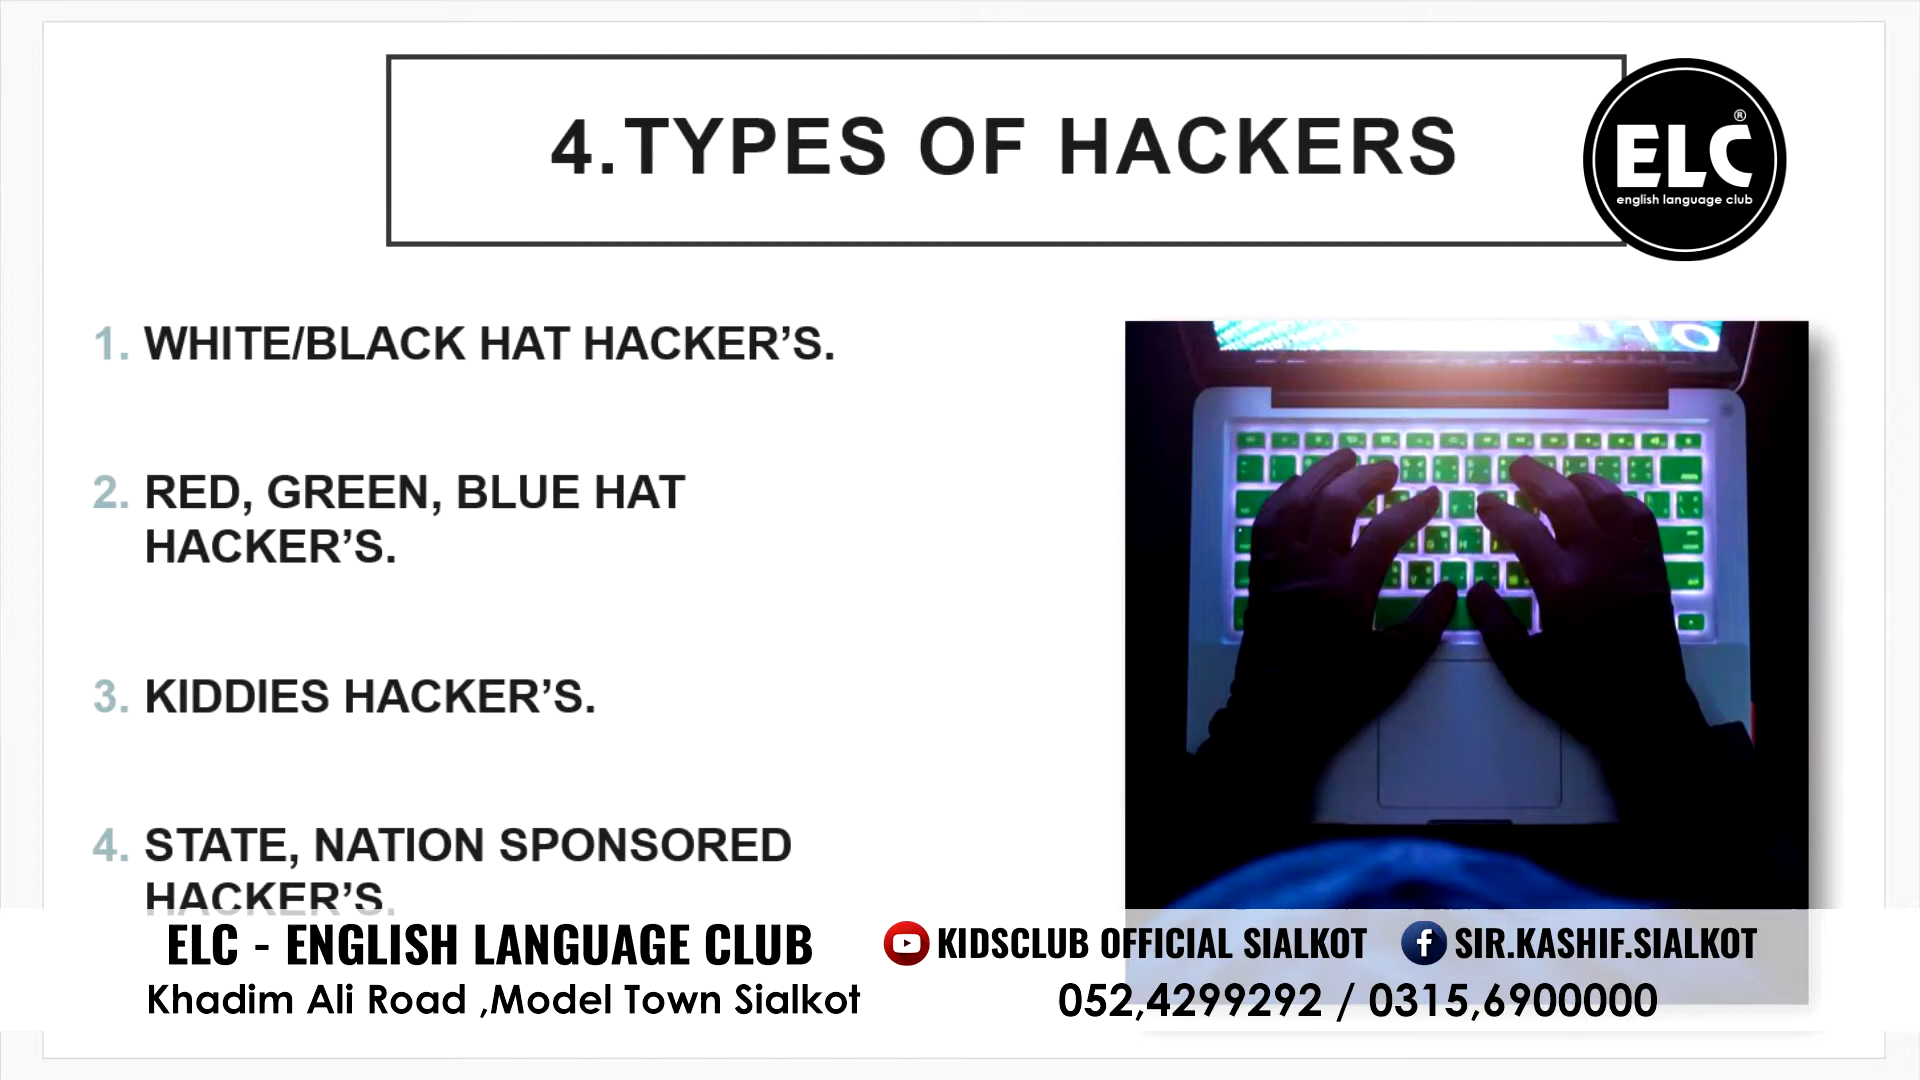 4.TYPES OF HACKERS
ELC®
english language club
1. WHITE/BLACK HAT HACKER’S.
2. RED, GREEN, BLUE HAT
HACKER’S.
3. KIDDIES HACKER’S.
4. STATE, NATION SPONSORED
HACKER’S.
ELC - ENGLISH LANGUAGE CLUB
KIDSCLUB OFFICIAL SIALKOT
SIR.KASHIF.SIALKOT
Khadim Ali Road ,Model Town Sialkot
052,4299292 / 0315,6900000